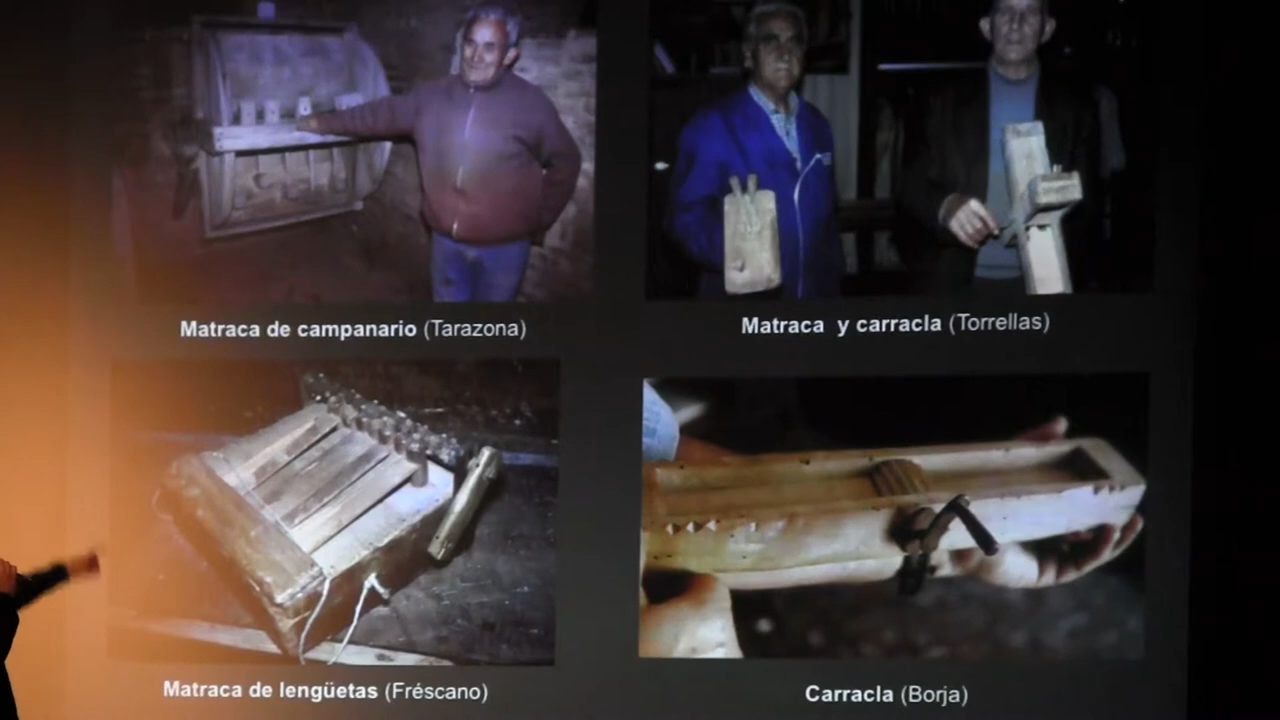 Matraca de campanario (Tarazona)
Matraca y carracla (Torrellas)
Matraca de lengüetas (Fréscano)
Carracla (Borja)